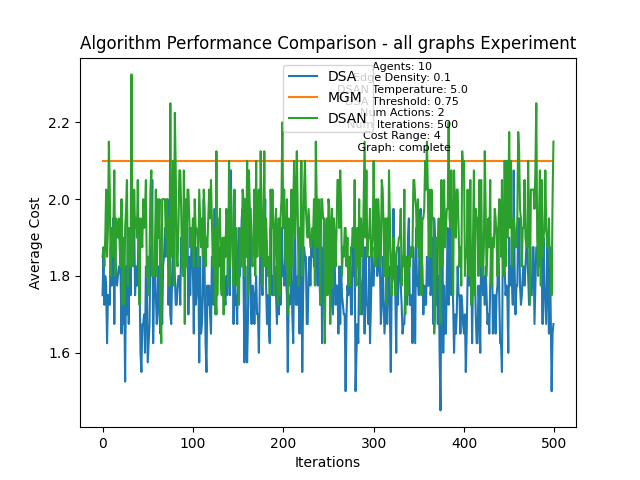 Algorithm Performance Comparison - all graphs Experiment
DSA
MGM
DSAN
Agents: 10
Edge Density: 0.1
DSAN Temperature: 5.0
DSA Threshold: 0.75
Num Actions: 2
Num Iterations: 500
Cost Range: 4
Graph: complete
Average Cost
2.2
2.0
1.8
1.6
0
100
200
300
400
500
Iterations